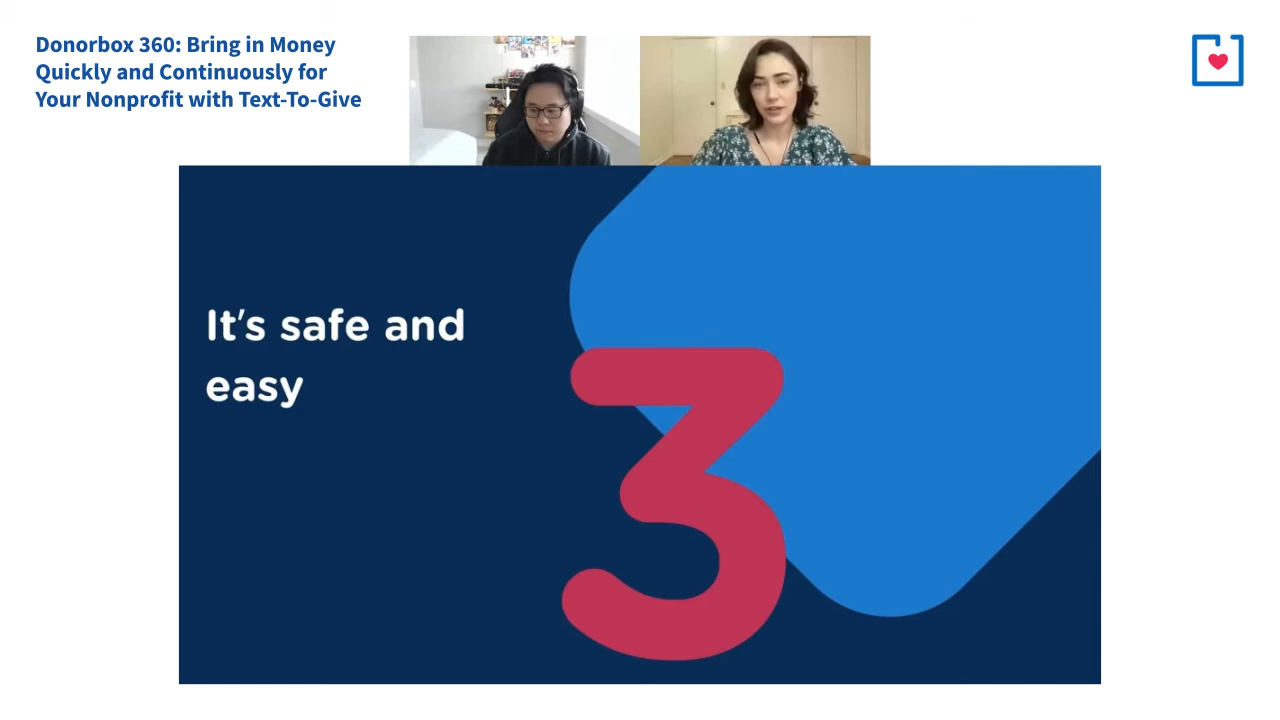 Donorbox 360: Bring in Money
Quickly and Continuously for
Your Nonprofit with Text-To-Give
It's safe and
easy
3